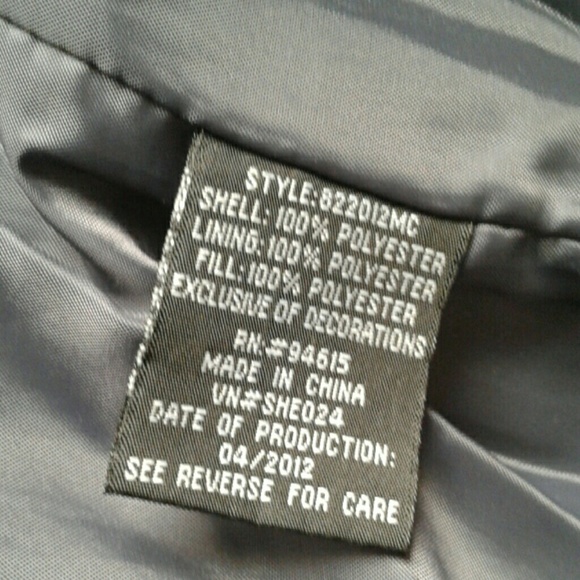 STYLE:822012MC
SHELL: 100% POLYESTER
LINING:100% POLYESTER
FILL:100% POLYESTER
EXCLUSIVE OF DECORATIONS
RN:#94615
MADE IN CHINA
VN#SHE024
DATE OF PRODUCTION:
04/2012
SEE REVERSE FOR CARE